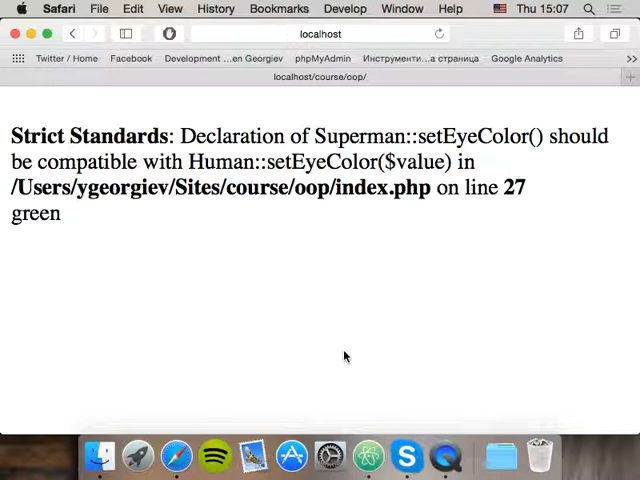 Safari File Edit View History Bookmarks Develop Window Help Thu 15:07
localhost
Twitter / Home Facebook Development ...en Georgiev phpMyAdmin Инструменти...а страница Google Analytics >>
localhost/course/oop/ +
Strict Standards: Declaration of Superman::setEyeColor() should
be compatible with Human::setEyeColor($value) in
/Users/ygeorgiev/Sites/course/oop/index.php on line 27
green